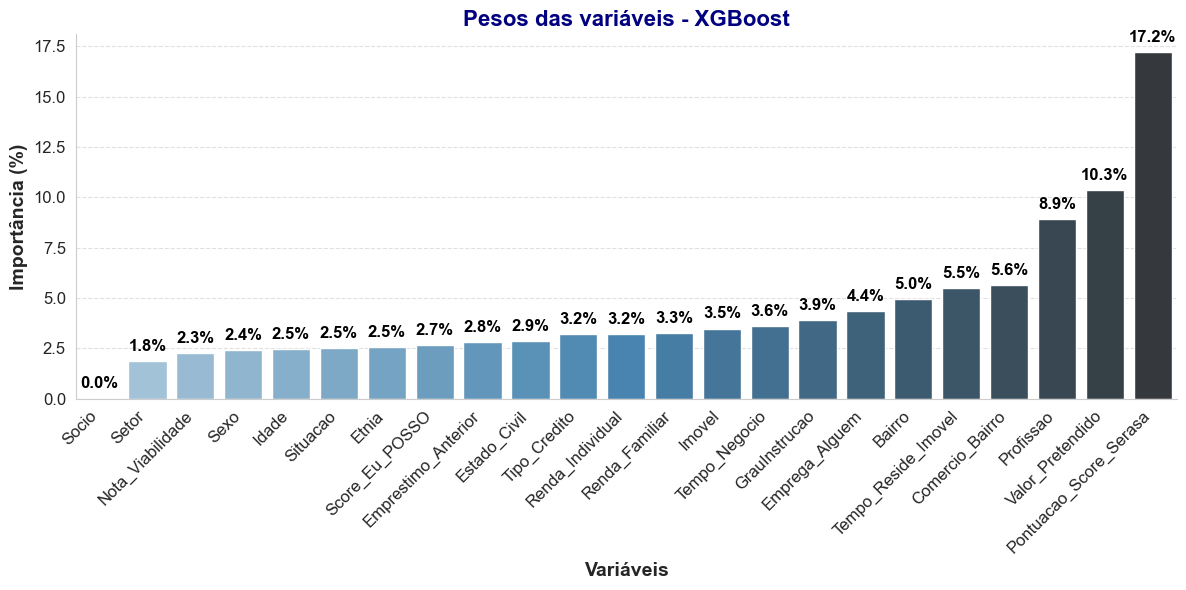 Pesos das variáveis - XGBoost
Importância (%)
17.5
15.0
12.5
10.0
7.5
5.0
2.5
0.0
0.0%
1.8%
2.3%
2.4%
2.5%
2.5%
2.5%
2.7%
2.8%
2.9%
3.2%
3.2%
3.3%
3.5%
3.6%
3.9%
4.4%
5.0%
5.5%
5.6%
8.9%
10.3%
17.2%
Socio
Setor
Nota_Viabilidade
Sexo
Idade
Situacao
Etnia
Score_Eu_POSSO
Emprestimo_Anterior
Estado_Civil
Tipo_Credito
Renda_Individual
Renda_Familiar
Imovel
Tempo_Negocio
GrauInstrucao
Emprega_Alguem
Bairro
Tempo_Reside_Imovel
Comercio_Bairro
Profissao
Valor_Pretendido
Pontuacao_Score_Serasa
Variáveis